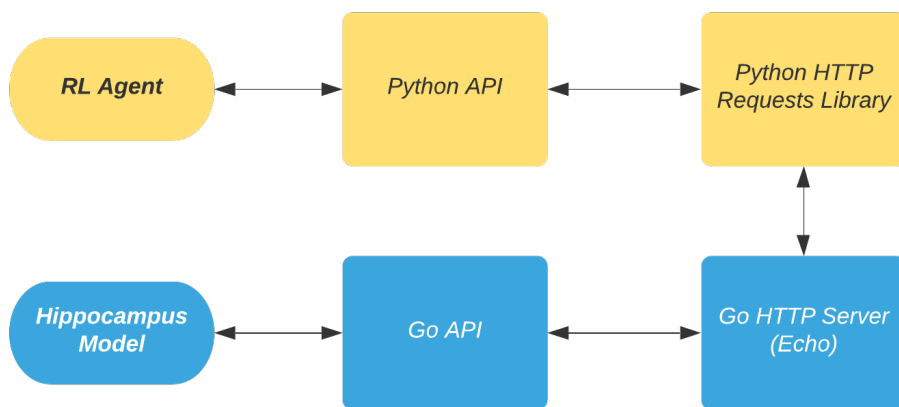 RL Agent
Python API
Python HTTP
Requests Library
Hippocampus
Model
Go API
Go HTTP Server
(Echo)